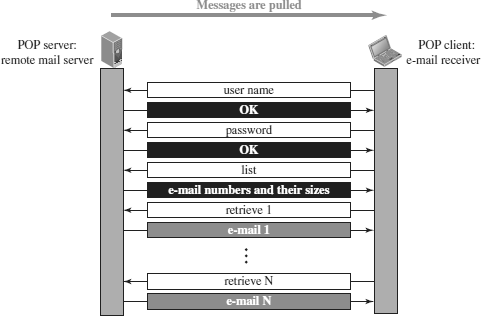 Messages are pulled
POP server:
remote mail server
POP client:
e-mail receiver
user name
OK
password
OK
list
e-mail numbers and their sizes
retrieve 1
e-mail 1
retrieve N
e-mail N